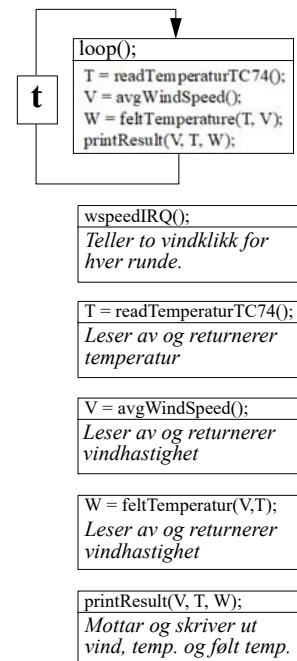 loop();
t
T = readTemperaturTC74();
V = avgWindSpeed();
W = feltTemperature(T, V);
printResult(V, T, W);
wspeedIRQ();
Teller to vindklikk for
hver runde.
T = readTemperaturTC74();
Leser av og returnerer
temperatur
V = avgWindSpeed();
Leser av og returnerer
vindhastighet
W = feltTemperatur(V,T);
Leser av og returnerer
vindhastighet
printResult(V, T, W);
Mottar og skriver ut
vind, temp. og følt temp.